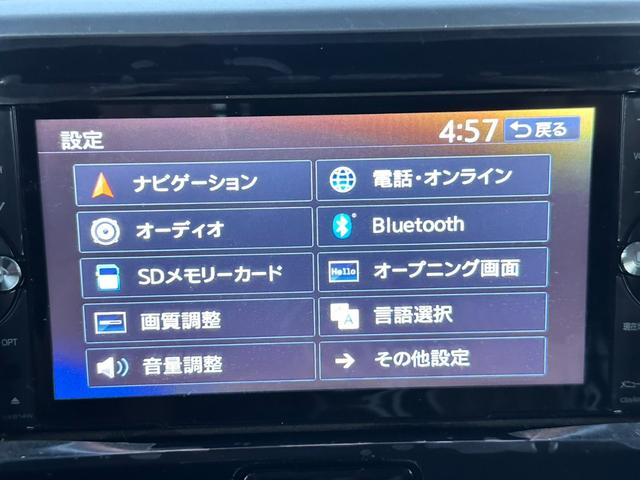 設定
4:57
戻る
ナビゲーション
電話・オンライン
オーディオ
Bluetooth
SDメモリーカード
オープニング画面
Hello
画質調整
言語選択
A
音量調整
その他設定
OPT